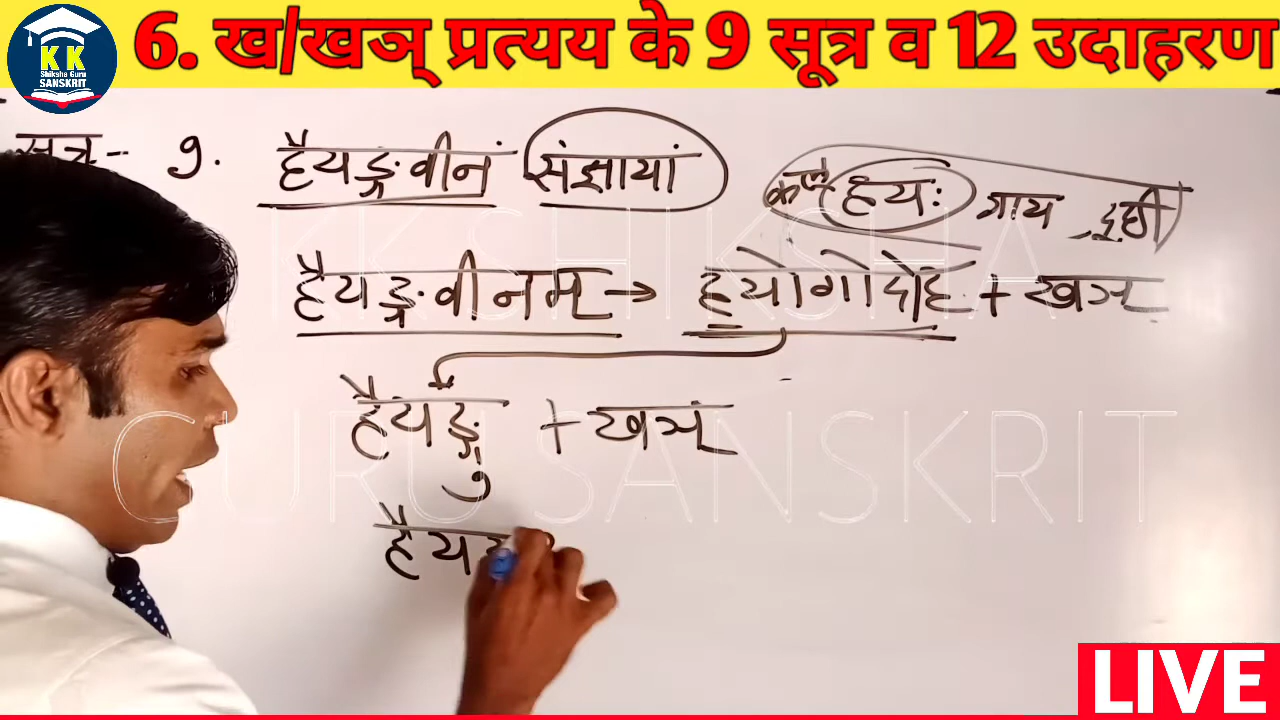 6. ख/खञ् प्रत्यय के 9 सूत्र व 12 उदाहरण
KK
Shiksha Guru
SANSKRIT
सूत्र- 9. हैयङ्गवीनं संज्ञायां
ह्यः गाय दूही
हैयङ्गवीनम् → ह्योगोदोह + खञ्
हैयङ्गु + खञ्
हैय
KK SHIKSHA
GURU SANSKRIT
LIVE